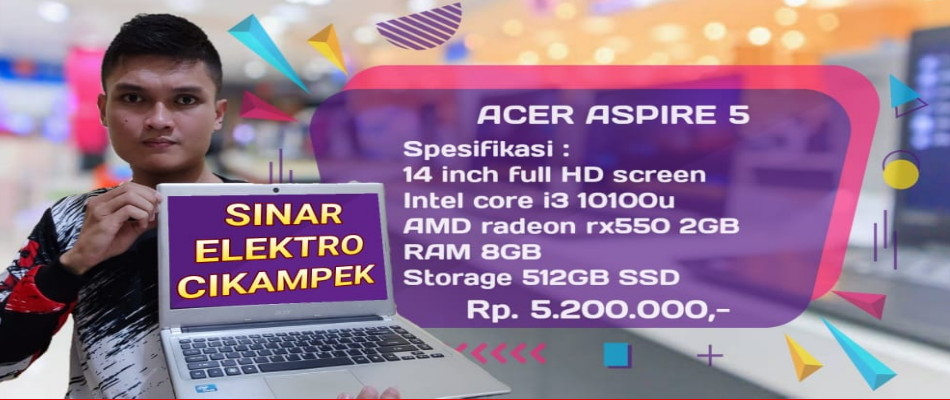 SINAR
ELEKTRO
CIKAMPEK
ACER ASPIRE 5
Spesifikasi :
14 inch full HD screen
Intel core i3 10100u
AMD radeon rx550 2GB
RAM 8GB
Storage 512GB SSD
Rp. 5.200.000,-